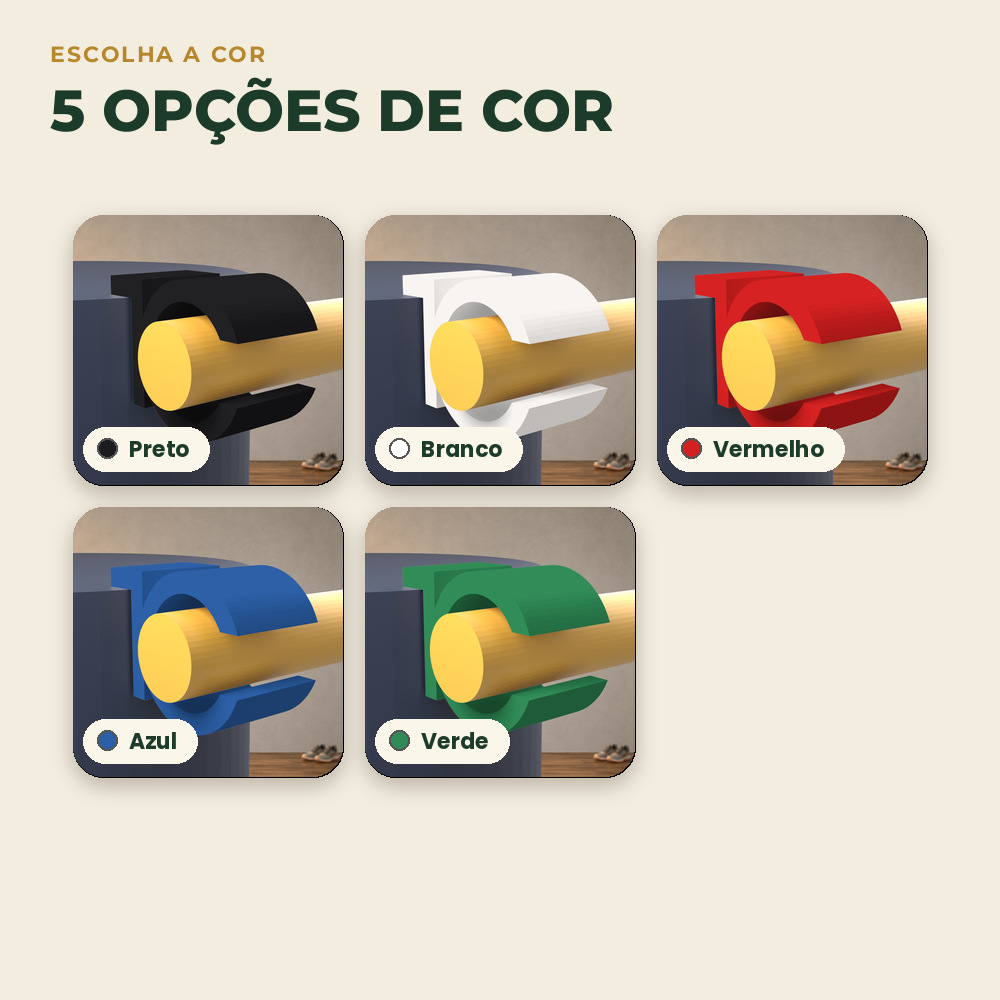 ESCOLHA A COR
5 OPÇÕES DE COR
Preto
Branco
Vermelho
Azul
Verde